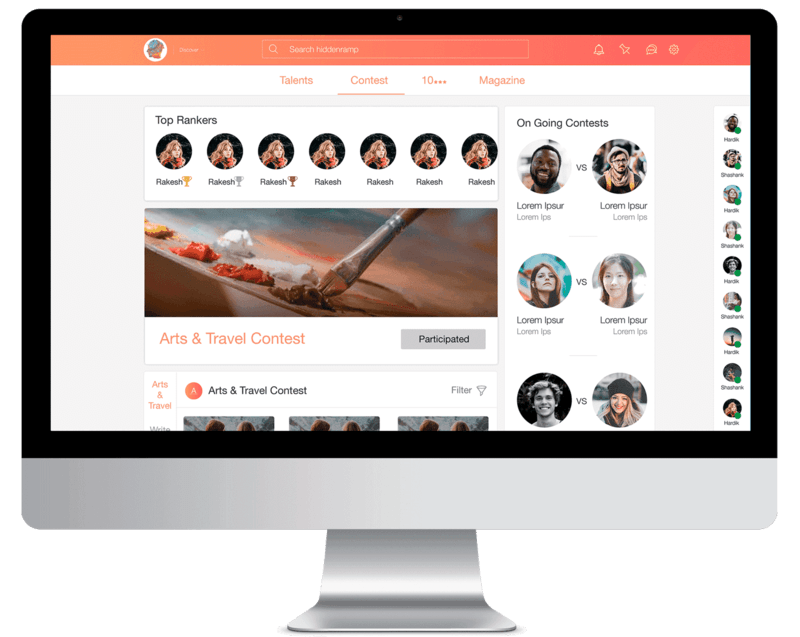 Discover
Search hiddenramp
Talents
Contest
10•••
Magazine
Top Rankers
Rakesh
Rakesh
Rakesh
Rakesh
Rakesh
Rakesh
Rakesh
Arts & Travel Contest
Participated
Arts
&
Travel
Write
A
Arts & Travel Contest
Filter
On Going Contests
VS
Lorem Ipsur
Lorem Ipsur
Lorem Ips
Lorem Ips
VS
Lorem Ipsur
Lorem Ipsur
Lorem Ips
Lorem Ips
VS
Hardik
Shashank
Hardik
Shashank
Hardik
Shashank
Hardik
Shashank
Hardik